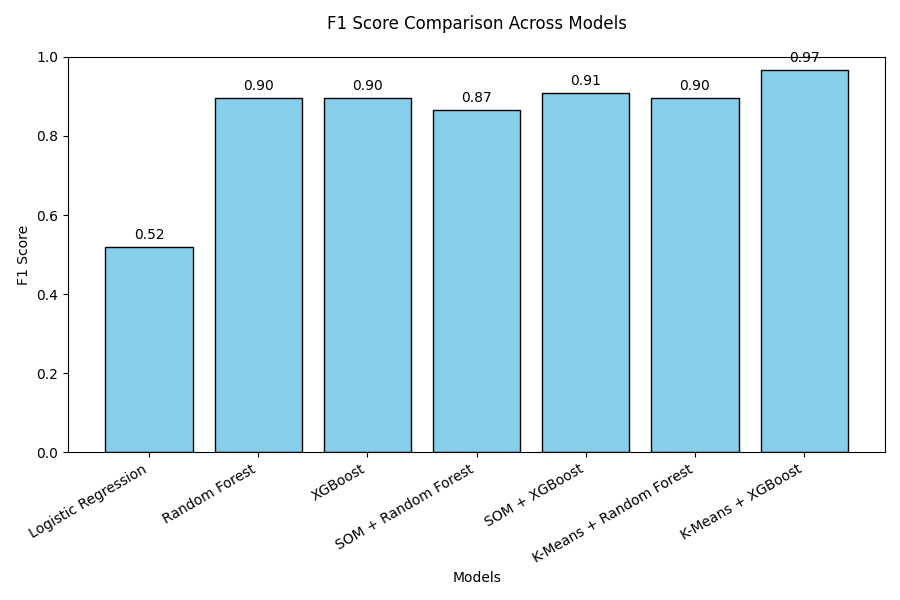 F1 Score Comparison Across Models
F1 Score
1.0
0.8
0.6
0.4
0.2
0.0
0.52
0.90
0.90
0.87
0.91
0.90
0.97
Logistic Regression
Random Forest
XGBoost
SOM + Random Forest
SOM + XGBoost
K-Means + Random Forest
K-Means + XGBoost
Models